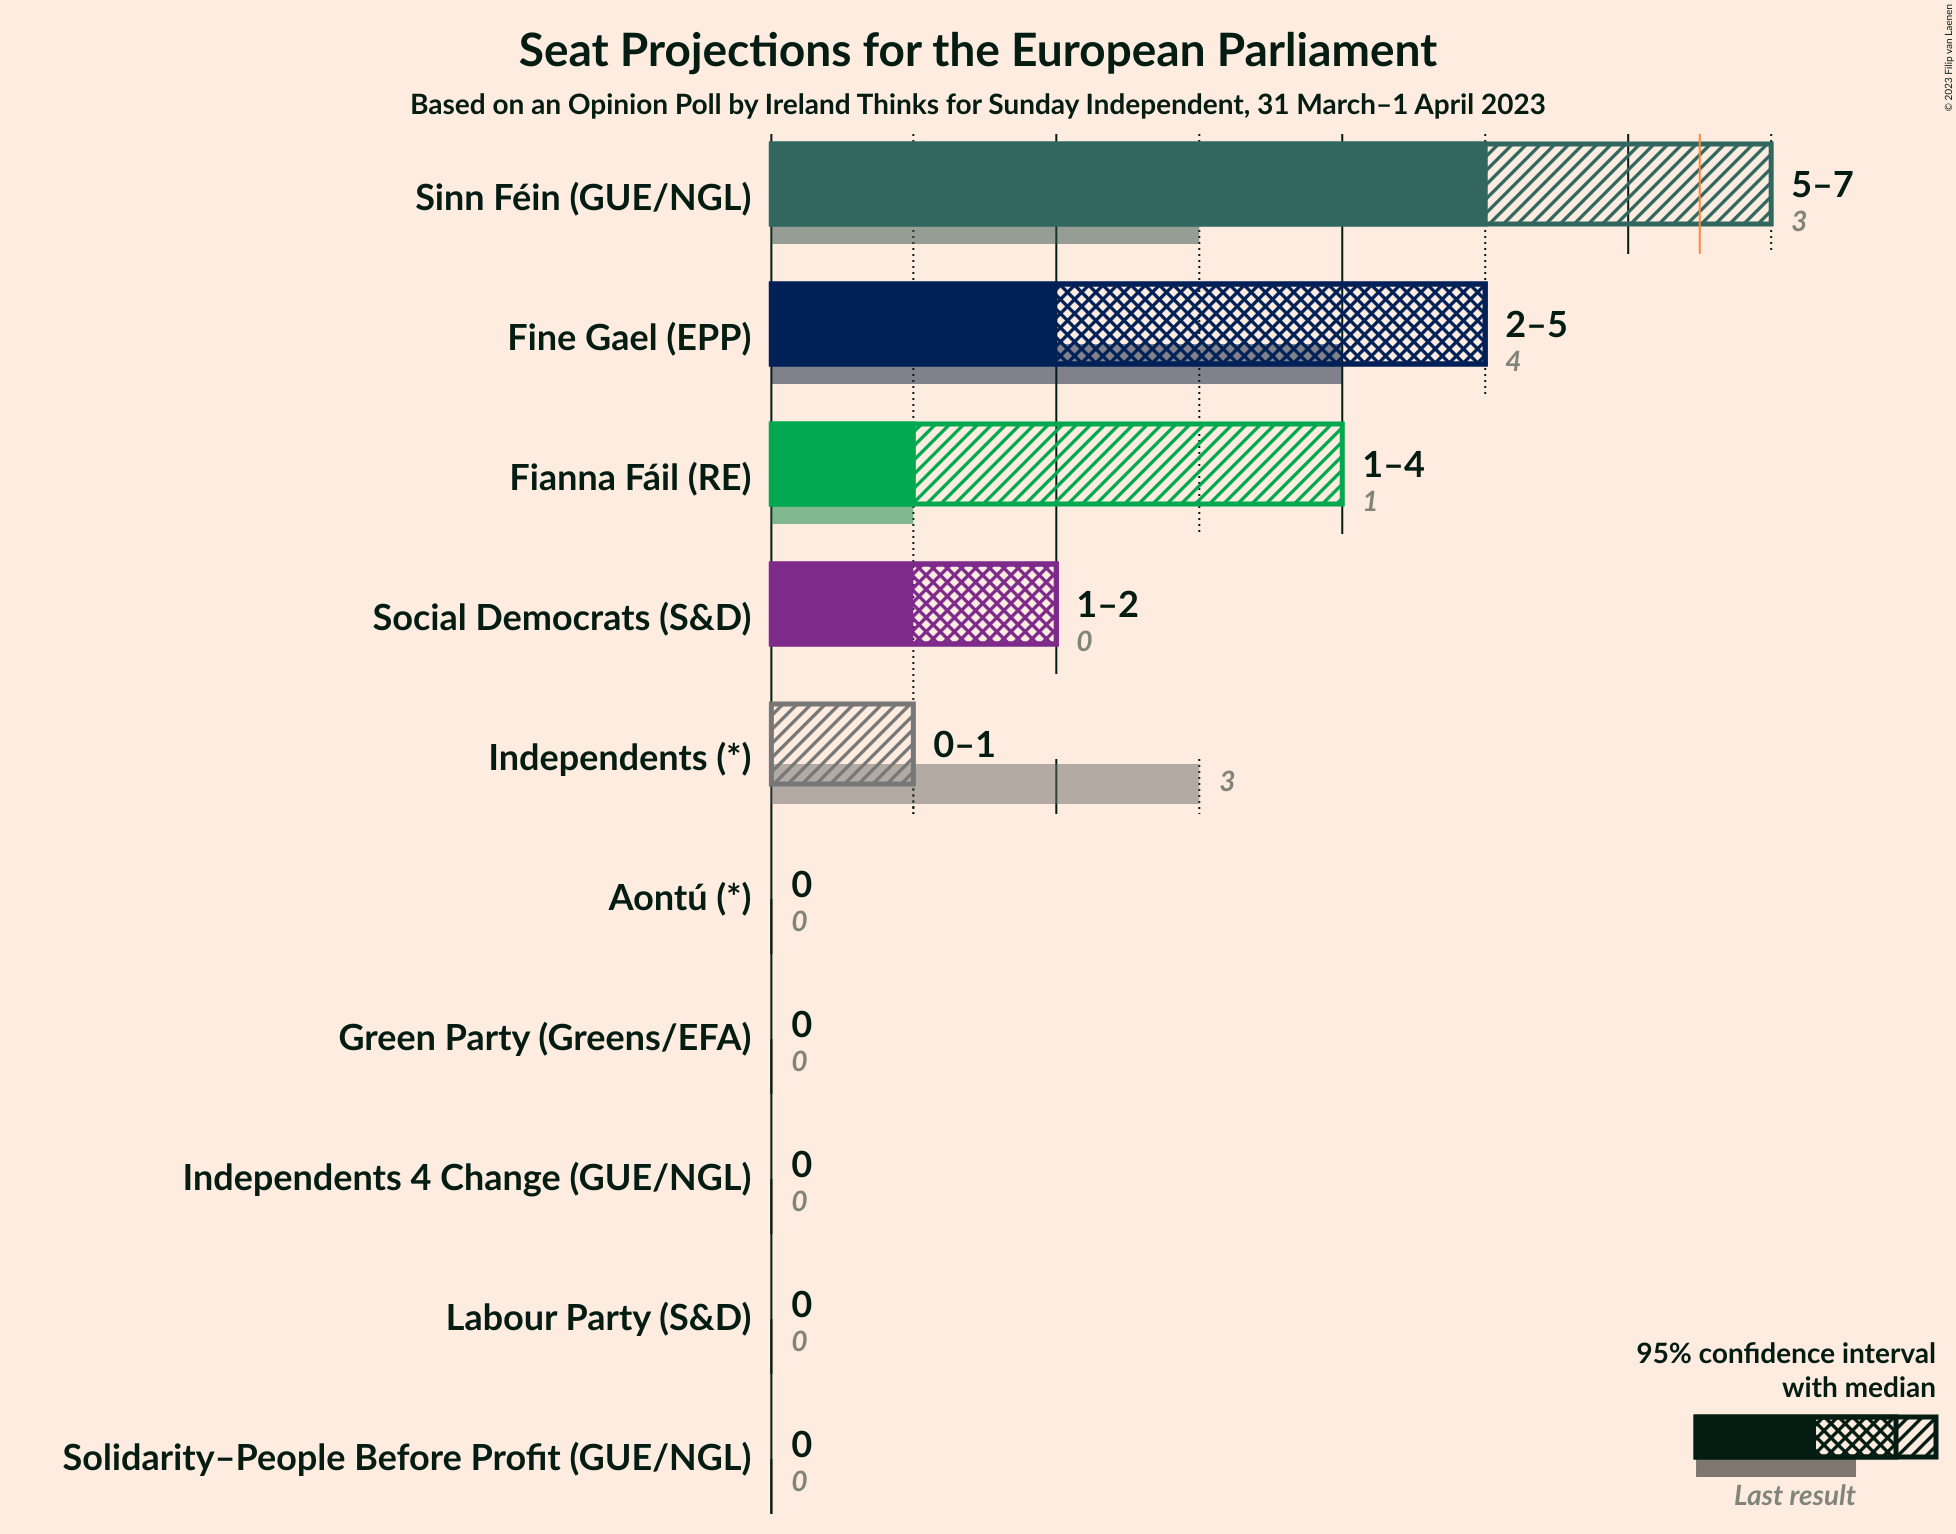 Seat Projections for the European Parliament
Based on an Opinion Poll by Ireland Thinks for Sunday Independent, 31 March–1 April 2023
© 2023 Filip van Laenen
Sinn Féin (GUE/NGL)
5–7
3
Fine Gael (EPP)
2–5
4
Fianna Fáil (RE)
1–4
1
Social Democrats (S&D)
1–2
0
Independents (*)
0–1
3
Aontú (*)
0
0
Green Party (Greens/EFA)
0
0
Independents 4 Change (GUE/NGL)
0
0
Labour Party (S&D)
0
0
Solidarity–People Before Profit (GUE/NGL)
0
0
95% confidence interval
with median
Last result